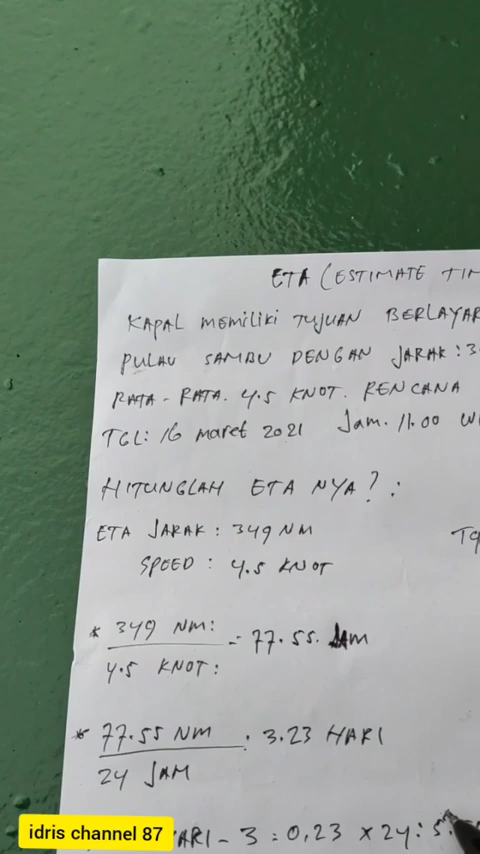 ETA (ESTIMATE TIM
KAPAL MEMILIKI TUJUAN BERLAYAR
PULAU SAMBU DENGAN JARAK : 3
RATA - RATA. 4.5 KNOT. RENCANA
TGL: 16 maret 2021 Jam. 11.00 WI
HITUNGLAH ETA NYA? :
ETA JARAK : 349 NM
SPEED : 4.5 KNOT
* 349 NM: = 77.55. JAM
4.5 KNOT:
* 77.55 NM . 3.23 HARI
24 JAM
ARI - 3 = 0,23 x 24 : 5.
idris channel 87